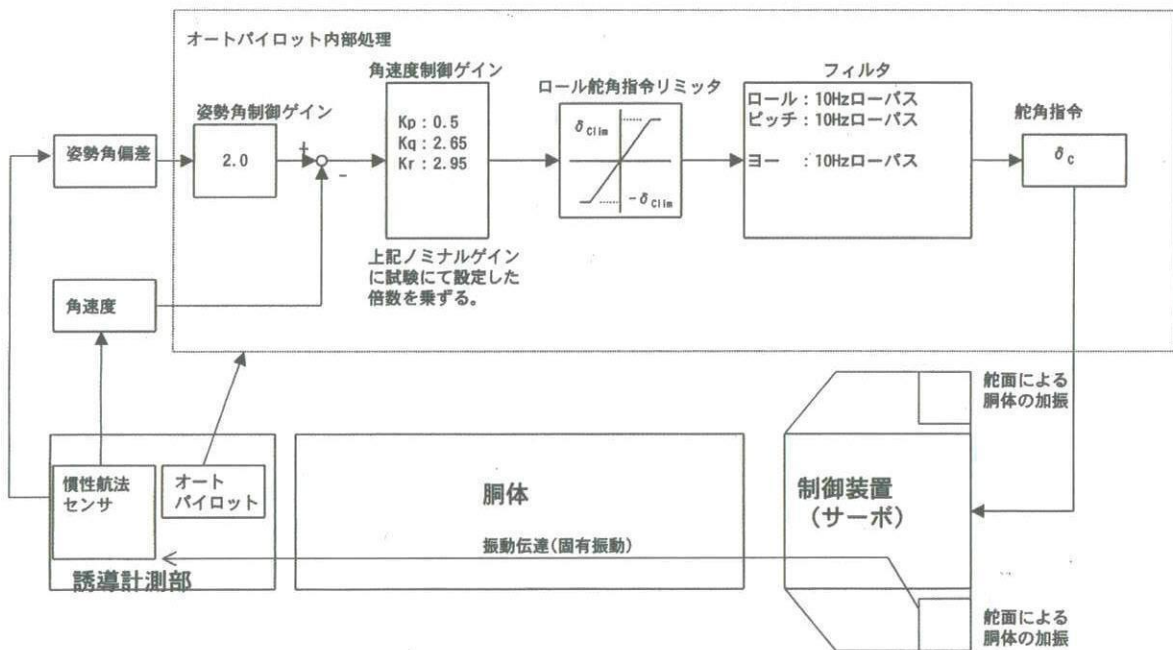 オートパイロット内部処理
姿勢角偏差
姿勢角制御ゲイン
2.0
+
-
角速度制御ゲイン
Kp：0.5
Kq：2.65
Kr：2.95
上記ノミナルゲイン
に試験にて設定した
倍数を乗ずる。
ロール舵角指令リミッタ
δClim
-δClim
フィルタ
ロール：10Hzローパス
ピッチ：10Hzローパス
ヨー　：10Hzローパス
舵角指令
δC
角速度
慣性航法
センサ
オート
パイロット
誘導計測部
胴体
振動伝達(固有振動)
制御装置
（サーボ）
舵面による
胴体の加振
舵面による
胴体の加振